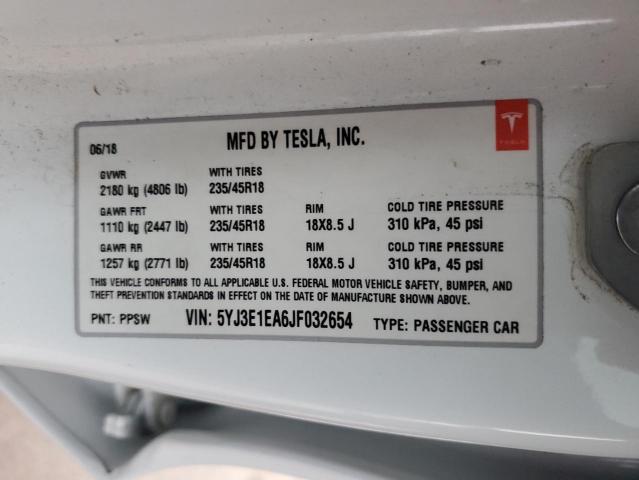 06/18 MFD BY TESLA, INC. TESLA
GVWR WITH TIRES
2180 kg (4806 lb) 235/45R18
GAWR FRT WITH TIRES RIM COLD TIRE PRESSURE
1110 kg (2447 lb) 235/45R18 18X8.5 J 310 kPa, 45 psi
GAWR RR WITH TIRES RIM COLD TIRE PRESSURE
1257 kg (2771 lb) 235/45R18 18X8.5 J 310 kPa, 45 psi
THIS VEHICLE CONFORMS TO ALL APPLICABLE U.S. FEDERAL MOTOR VEHICLE SAFETY, BUMPER, AND
THEFT PREVENTION STANDARDS IN EFFECT ON THE DATE OF MANUFACTURE SHOWN ABOVE.
PNT: PPSW VIN: 5YJ3E1EA6JF032654 TYPE: PASSENGER CAR